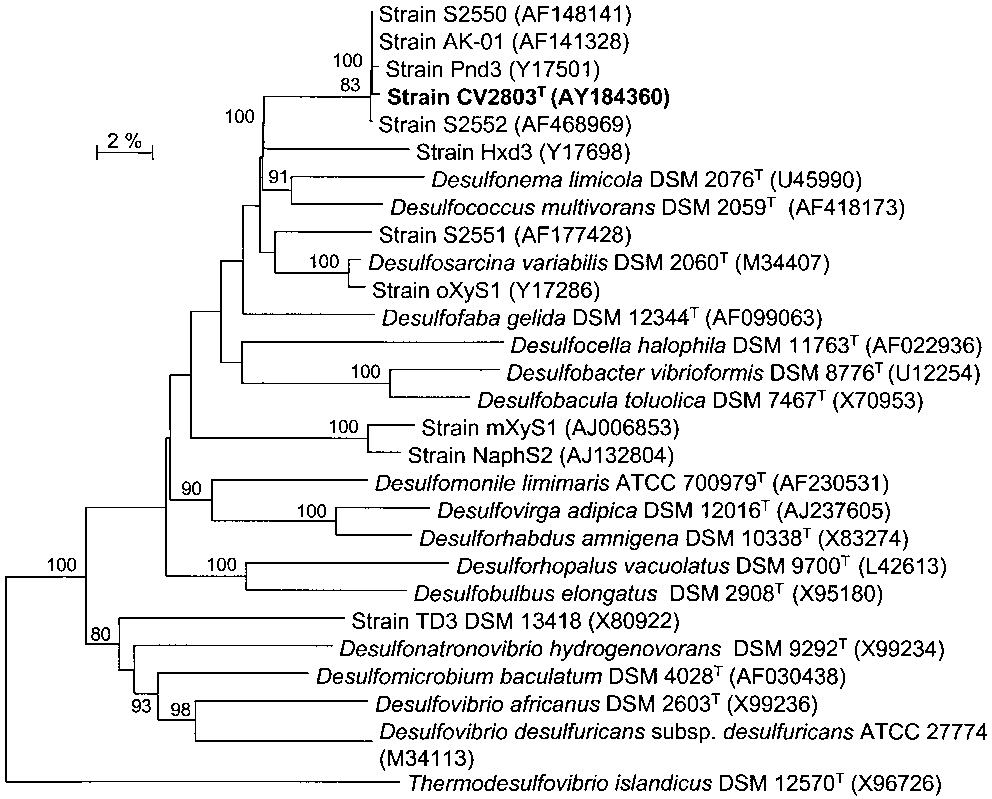 Strain S2550 (AF148141)
Strain AK-01 (AF141328)
100
Strain Pnd3 (Y17501)
83
Strain CV2803ᵀ (AY184360)
100
Strain S2552 (AF468969)
2 %
Strain Hxd3 (Y17698)
91
Desulfonema limicola DSM 2076ᵀ (U45990)
Desulfococcus multivorans DSM 2059ᵀ (AF418173)
Strain S2551 (AF177428)
100
Desulfosarcina variabilis DSM 2060ᵀ (M34407)
Strain oXyS1 (Y17286)
Desulfofaba gelida DSM 12344ᵀ (AF099063)
Desulfocella halophila DSM 11763ᵀ (AF022936)
100
Desulfobacter vibrioformis DSM 8776ᵀ (U12254)
Desulfobacula toluolica DSM 7467ᵀ (X70953)
100
Strain mXyS1 (AJ006853)
Strain NaphS2 (AJ132804)
90
Desulfomonile limimaris ATCC 700979ᵀ (AF230531)
100
Desulfovirga adipica DSM 12016ᵀ (AJ237605)
Desulforhabdus amnigena DSM 10338ᵀ (X83274)
100
100
Desulforhopalus vacuolatus DSM 9700ᵀ (L42613)
Desulfobulbus elongatus DSM 2908ᵀ (X95180)
80
Strain TD3 DSM 13418 (X80922)
Desulfonatronovibrio hydrogenovorans DSM 9292ᵀ (X99234)
Desulfomicrobium baculatum DSM 4028ᵀ (AF030438)
93
98
Desulfovibrio africanus DSM 2603ᵀ (X99236)
Desulfovibrio desulfuricans subsp. desulfuricans ATCC 27774
(M34113)
Thermodesulfovibrio islandicus DSM 12570ᵀ (X96726)